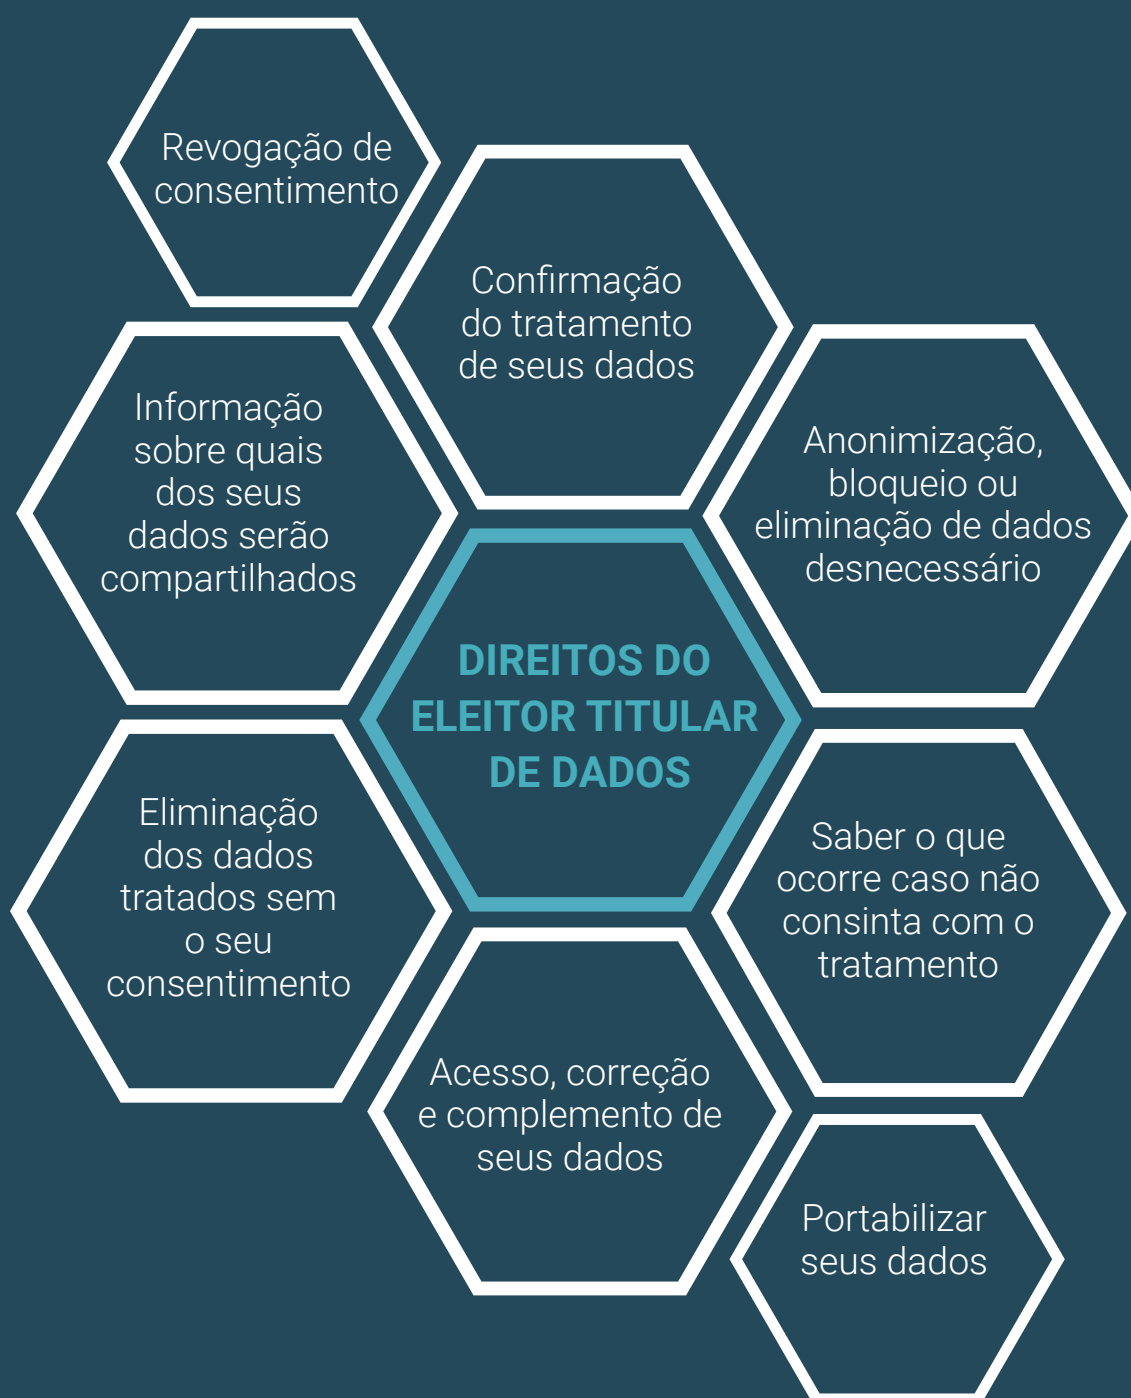 Revogação de
consentimento
Confirmação
do tratamento
de seus dados
Informação
sobre quais
dos seus
dados serão
compartilhados
Anonimização,
bloqueio ou
eliminação de dados
desnecessário
DIREITOS DO
ELEITOR TITULAR
DE DADOS
Eliminação
dos dados
tratados sem
o seu
consentimento
Saber o que
ocorre caso não
consinta com o
tratamento
Acesso, correção
e complemento de
seus dados
Portabilizar
seus dados